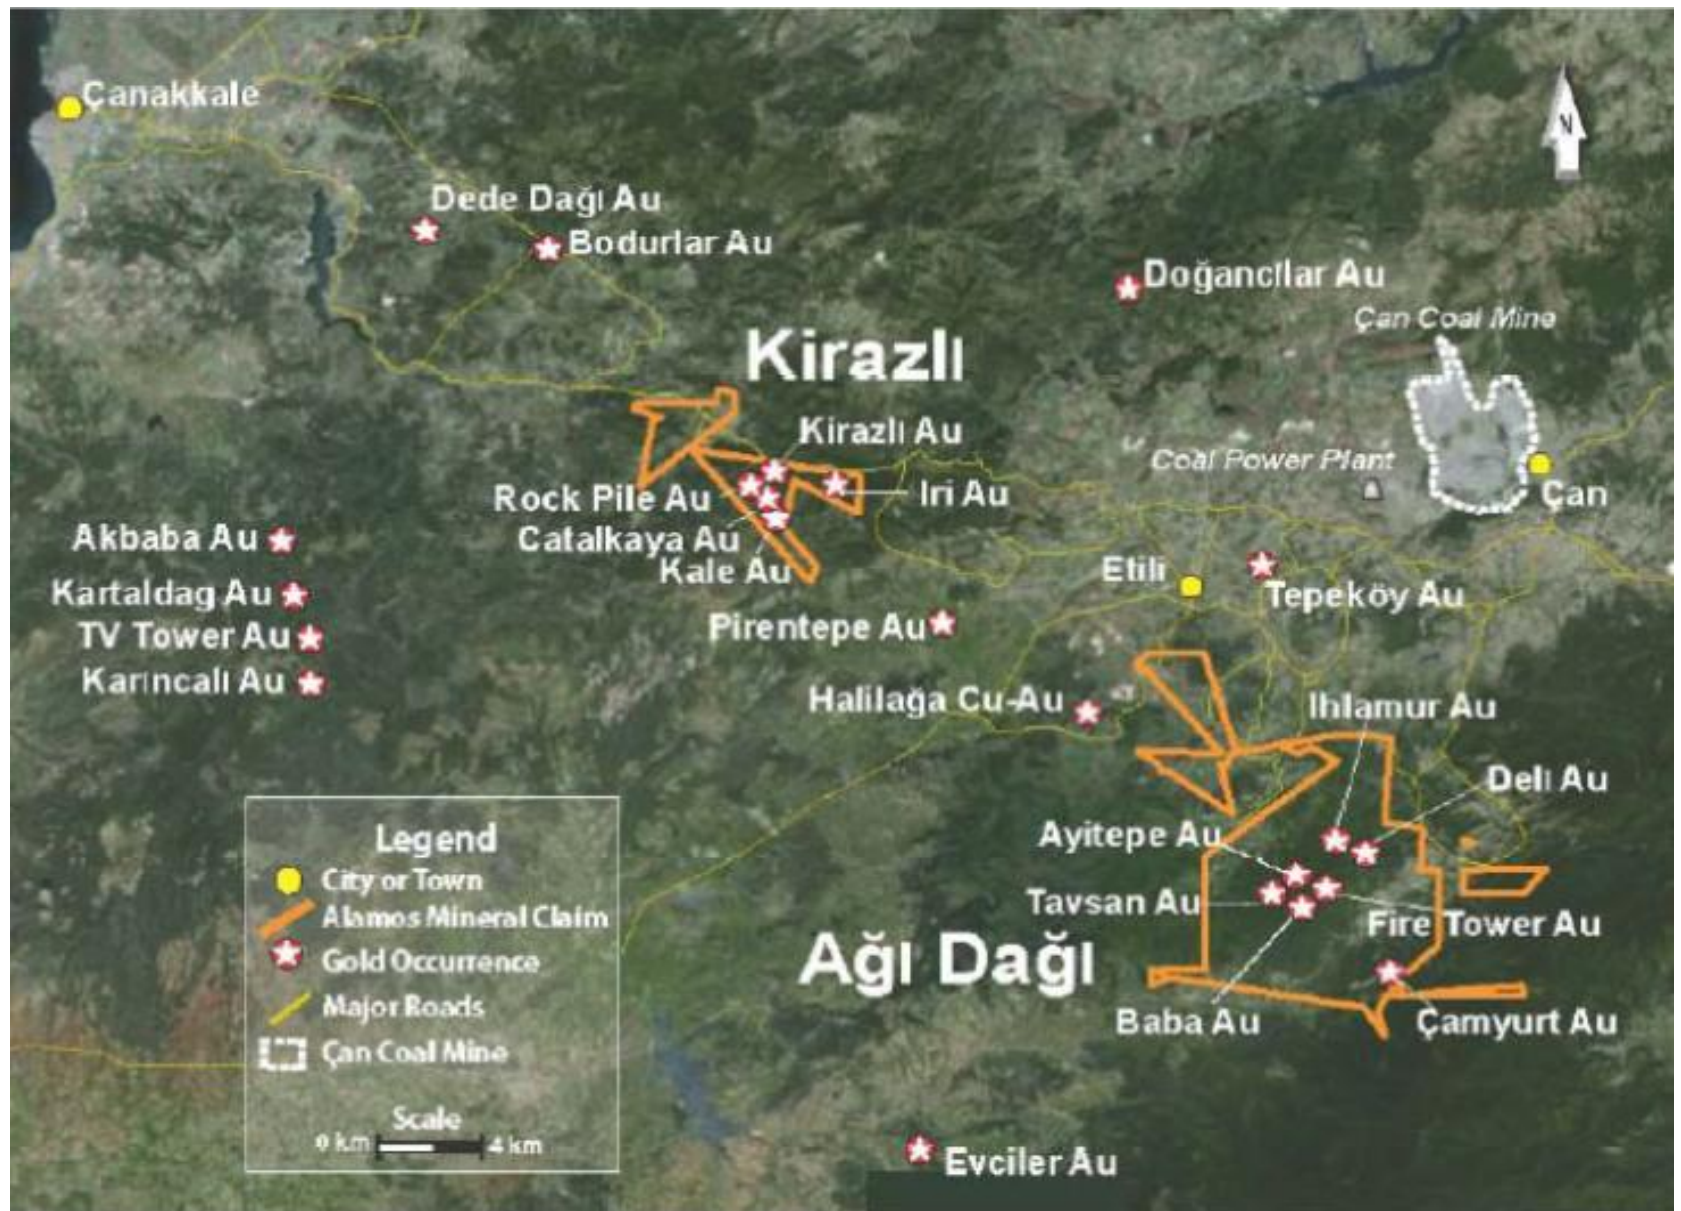 Çanakkale
N
Dede Dağı Au
Bodurlar Au
Doğancılar Au
Çan Coal Mine
Kirazlı
Kirazlı Au
Coal Power Plant
Rock Pile Au
Iri Au
Çan
Catalkaya Au
Akbaba Au
Kale Au
Etili
Kartaldag Au
Tepeköy Au
Pirentepe Au
TV Tower Au
Karıncalı Au
Halilağa Cu-Au
Ihlamur Au
Deli Au
Ayitepe Au
Tavsan Au
Fire Tower Au
Ağı Dağı
Baba Au
Çamyurt Au
Evciler Au
Legend
City or Town
Alamos Mineral Claim
Gold Occurrence
Major Roads
Çan Coal Mine
Scale
0 km 4 km